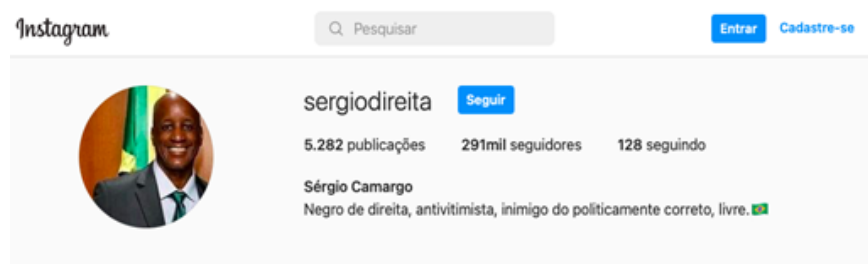 Instagram
Pesquisar
Entrar
Cadastre-se
sergiodireita
Seguir
5.282 publicações 291mil seguidores 128 seguindo
Sérgio Camargo
Negro de direita, antivitimista, inimigo do politicamente correto, livre.🇧🇷